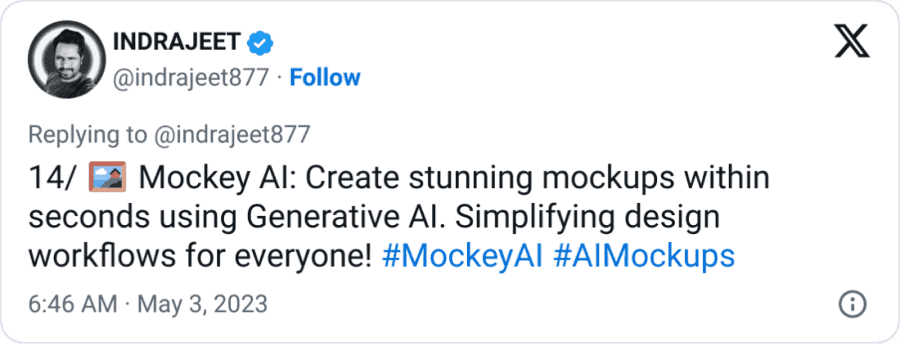 INDRAJEET
@indrajeet877 · Follow
Replying to @indrajeet877
14/ 🖼️ Mockey AI: Create stunning mockups within
seconds using Generative AI. Simplifying design
workflows for everyone! #MockeyAI #AIMockups
6:46 AM · May 3, 2023